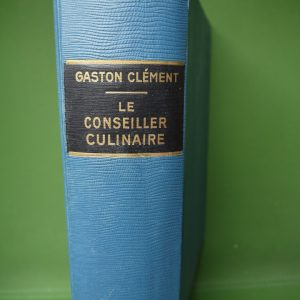 GASTON CLÉMENT
LE
CONSEILLER
CULINAIRE